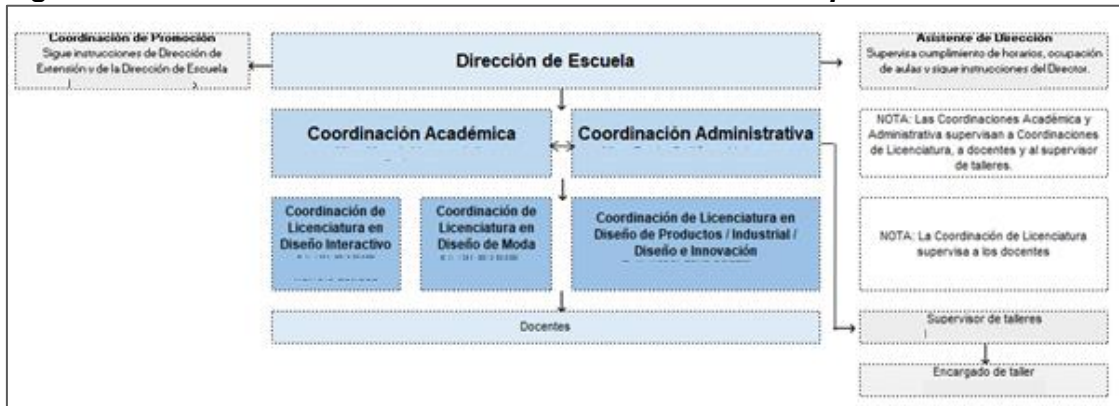 Coordinación de Promoción
Sigue instrucciones de Dirección de
Extensión y de la Dirección de Escuela
Dirección de Escuela
Asistente de Dirección
Supervisa cumplimiento de horarios, ocupación
de aulas y sigue instrucciones del Director.
Coordinación Académica
Coordinación Administrativa
NOTA: Las Coordinaciones Académica y
Administrativa supervisan a Coordinaciones
de Licenciatura, a docentes y al supervisor
de talleres.
Coordinación de
Licenciatura en
Diseño Interactivo
Coordinación de
Licenciatura en
Diseño de Moda
Coordinación de Licenciatura en
Diseño de Productos / Industrial /
Diseño e Innovación
NOTA: La Coordinación de Licenciatura
supervisa a los docentes
Docentes
Supervisor de talleres
Encargado de taller